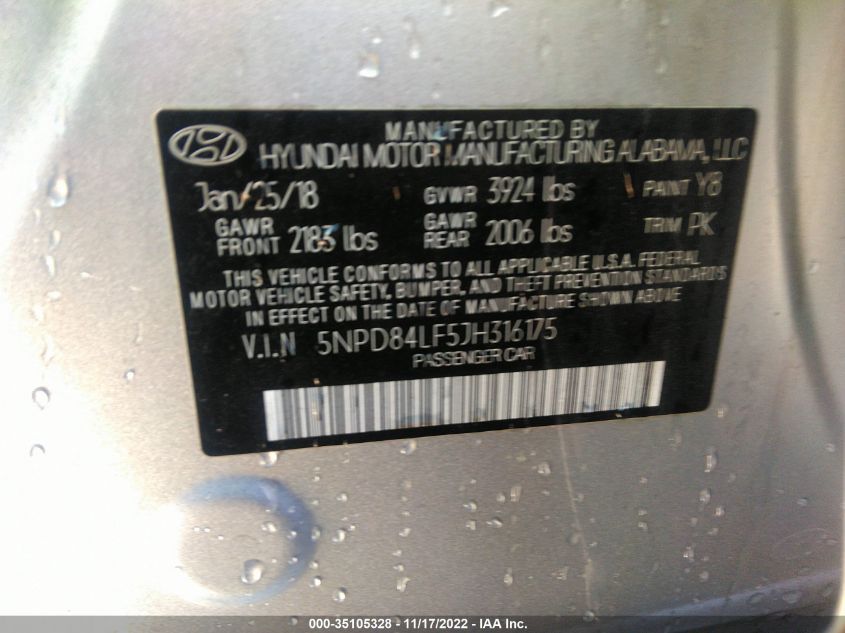 MANUFACTURED BY
HYUNDAI MOTOR MANUFACTURING ALABAMA, LLC
Jan/25/18 GVWR 3924 lbs PAINT Y8
GAWR FRONT 2183 lbs GAWR REAR 2006 lbs TRIM PK
THIS VEHICLE CONFORMS TO ALL APPLICABLE U.S.A. FEDERAL
MOTOR VEHICLE SAFETY, BUMPER, AND THEFT PREVENTION STANDARDS
IN EFFECT ON THE DATE OF MANUFACTURE SHOWN ABOVE
V.I.N 5NPD84LF5JH316175
PASSENGER CAR
000-35105328 - 11/17/2022 - IAA Inc.